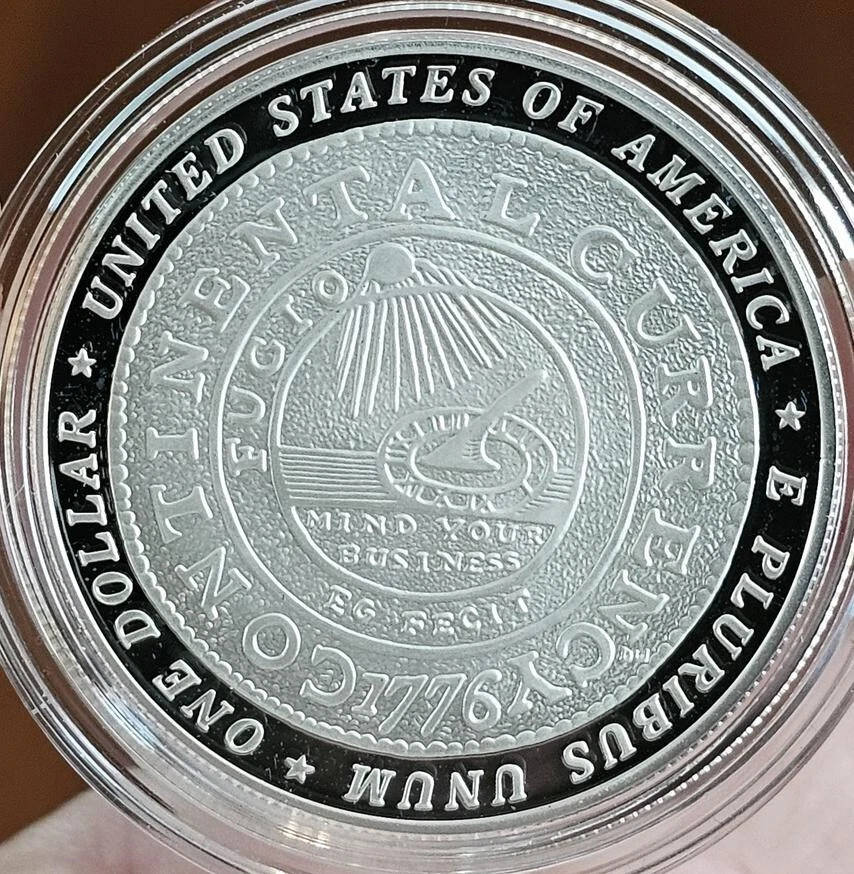 UNITED STATES OF AMERICA ★ E PLURIBUS UNUM ★ ONE DOLLAR ★
CONTINENTAL CURRENCY 1776
FUGIO
MIND YOUR
BUSINESS
EG FECIT